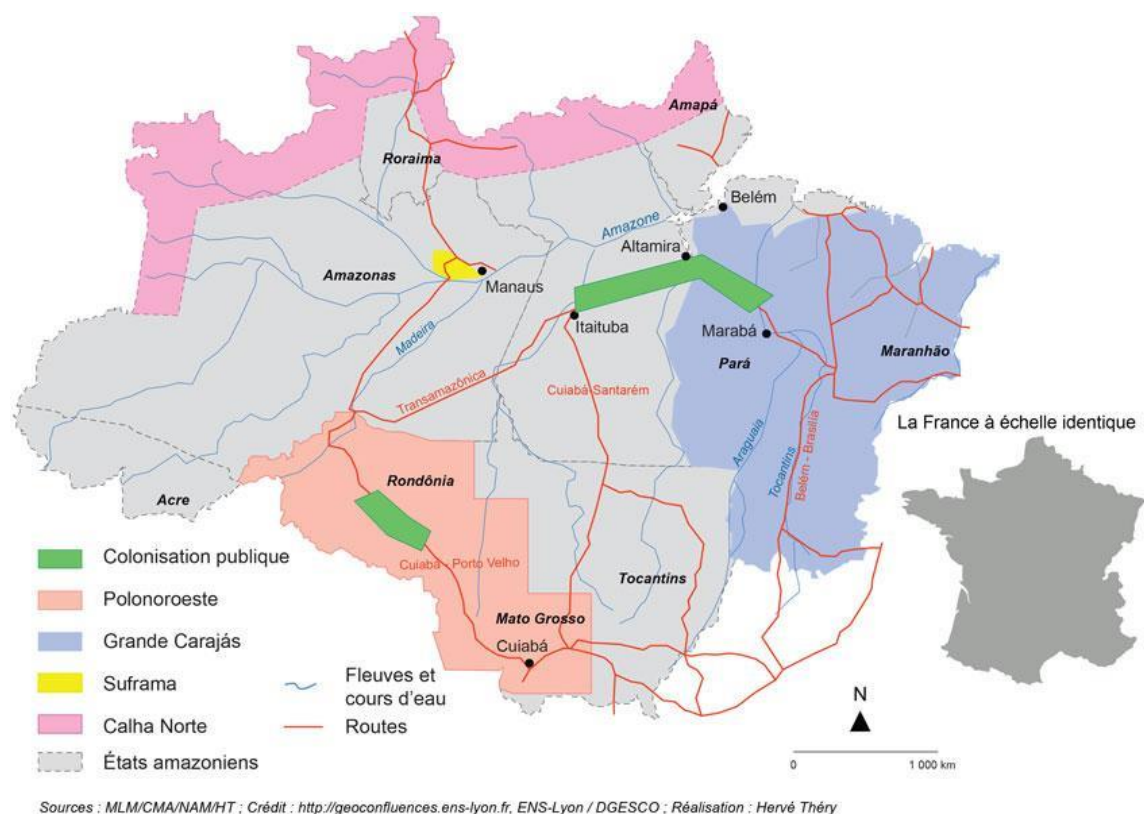 Amapá
Roraima
Belém
Amazone
Altamira
Amazonas
Manaus
Itaituba
Madeira
Marabá
Pará
Maranhão
Transamazônica
Cuiabá-Santarém
Araguaia
Tocantins
Belém - Brasília
La France à échelle identique
Rondônia
Acre
Cuiabá - Porto Velho
Tocantins
Mato Grosso
Cuiabá
Colonisation publique
Polonoroeste
Grande Carajás
Suframa
Calha Norte
États amazoniens
Fleuves et
cours d'eau
Routes
N
0 1 000 km
Sources : MLM/CMA/NAM/HT ; Crédit : http://geoconfluences.ens-lyon.fr, ENS-Lyon / DGESCO ; Réalisation : Hervé Théry